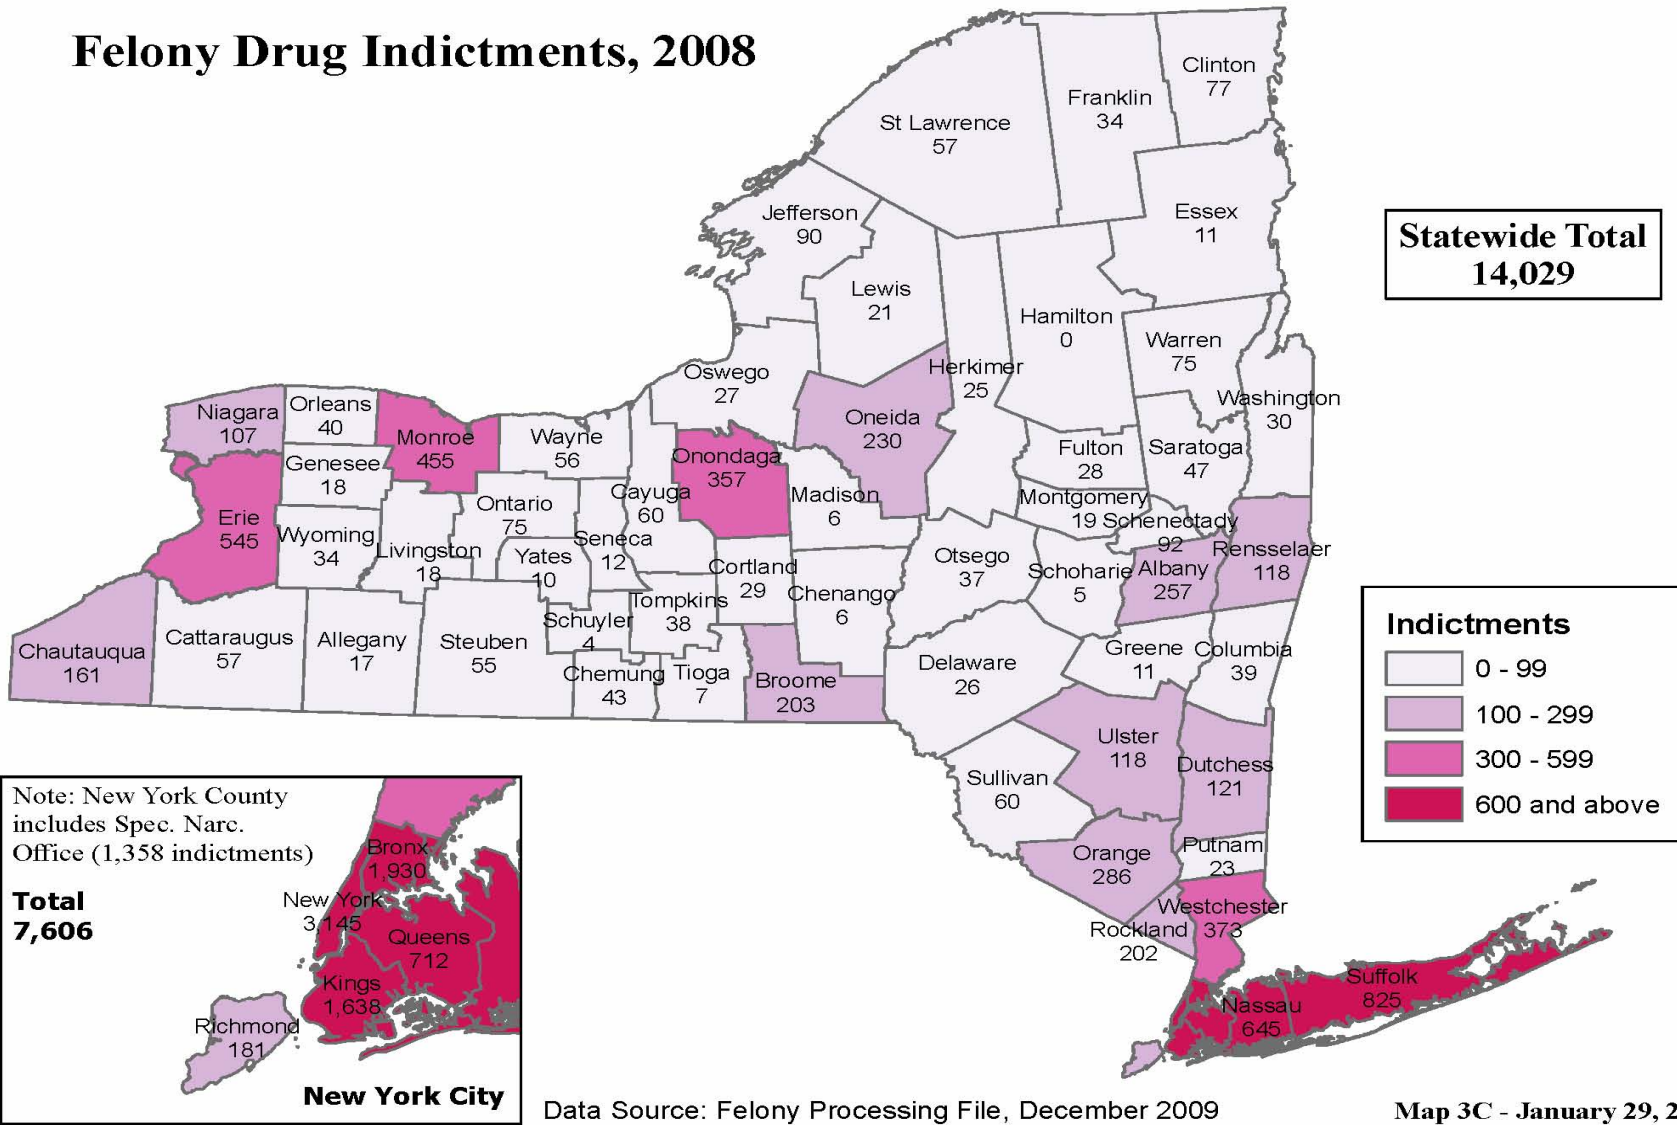 Felony Drug Indictments, 2008
Clinton
77
Franklin
34
St Lawrence
57
Essex
11
Jefferson
90
Statewide Total
14,029
Lewis
21
Hamilton
0
Warren
75
Herkimer
25
Oswego
27
Washington
30
Oneida
230
Niagara
107
Orleans
40
Monroe
455
Wayne
56
Onondaga
357
Fulton
28
Saratoga
47
Genesee
18
Ontario
75
Cayuga
60
Madison
6
Montgomery
19
Schenectady
92
Erie
545
Wyoming
34
Livingston
18
Yates
10
Seneca
12
Cortland
29
Chenango
6
Otsego
37
Schoharie
5
Albany
257
Rensselaer
118
Tompkins
38
Schuyler
4
Chautauqua
161
Cattaraugus
57
Allegany
17
Steuben
55
Chemung
43
Tioga
7
Broome
203
Delaware
26
Greene
11
Columbia
39
Indictments
0 - 99
100 - 299
300 - 599
600 and above
Ulster
118
Dutchess
121
Sullivan
60
Orange
286
Putnam
23
Westchester
373
Rockland
202
Suffolk
825
Nassau
645
Note: New York County
includes Spec. Narc.
Office (1,358 indictments)
Total
7,606
Bronx
1,930
New York
3,145
Queens
712
Kings
1,638
Richmond
181
New York City
Data Source: Felony Processing File, December 2009
Map 3C - January 29, 2